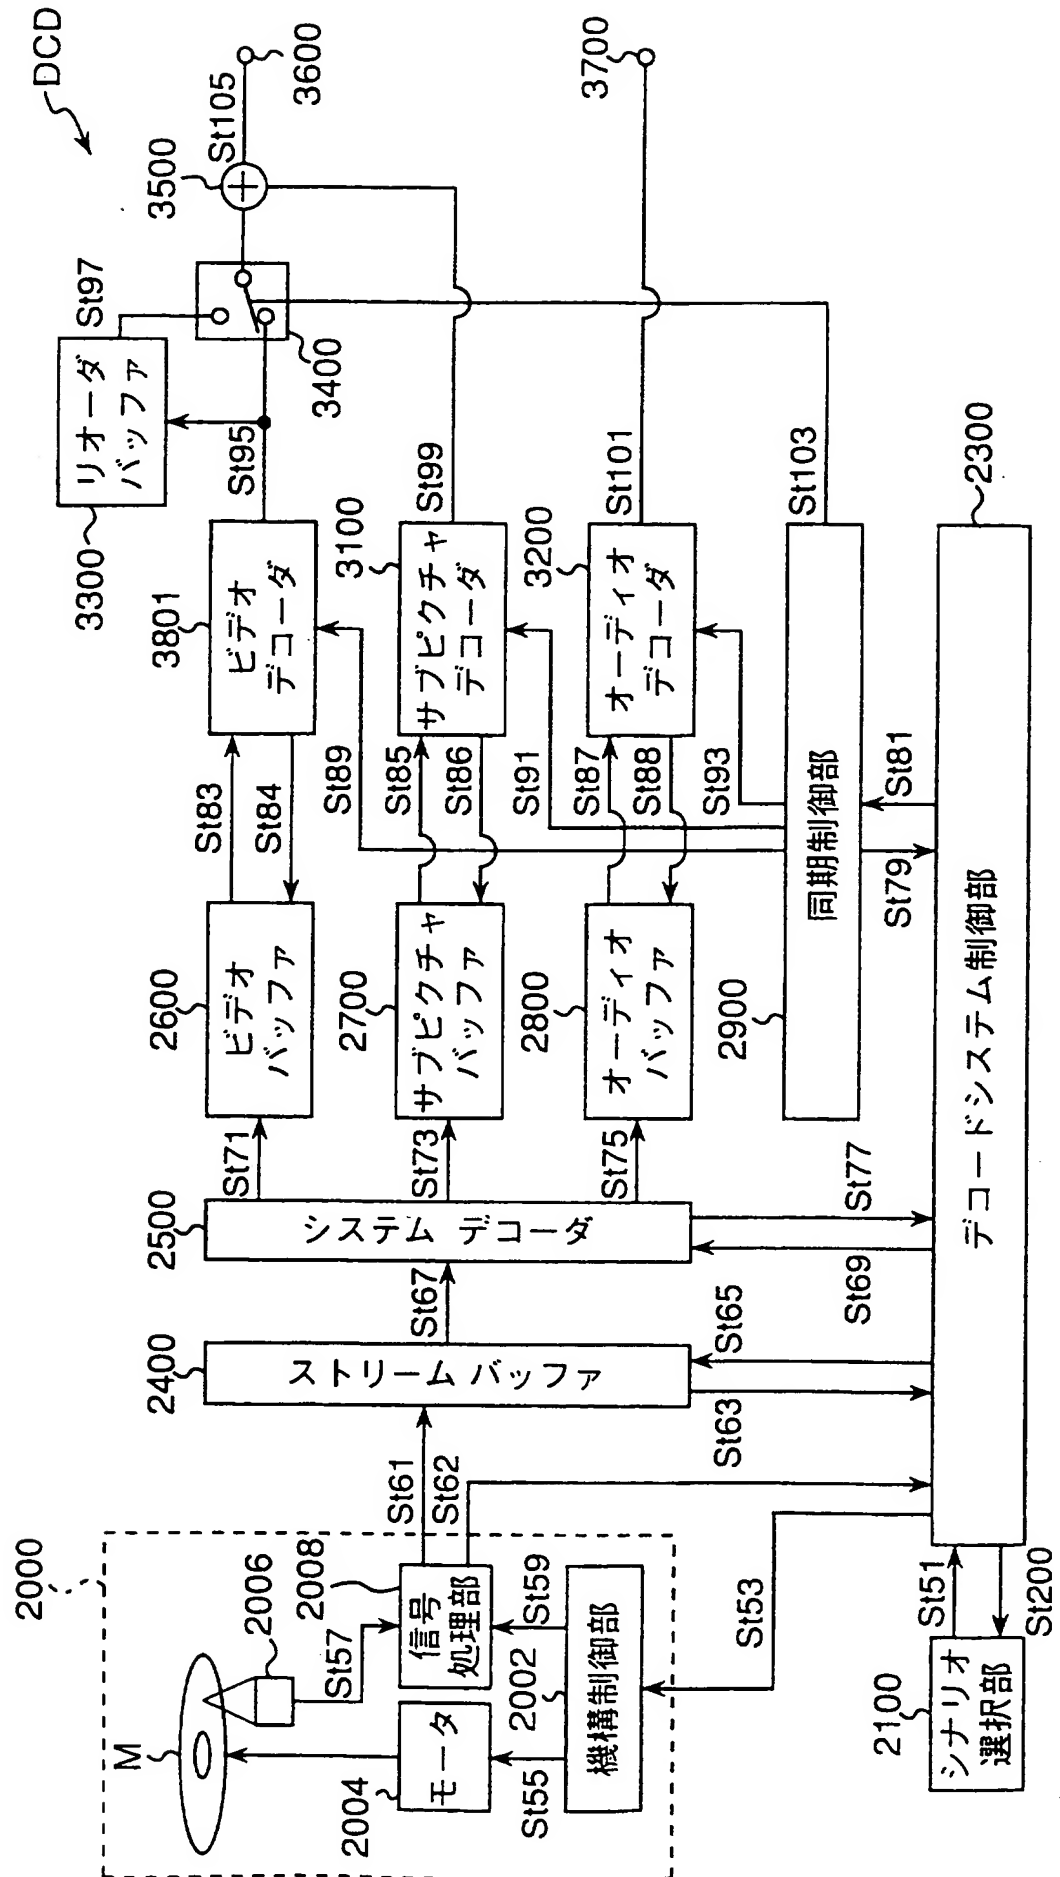 DCD
2000
M
2006
St57
2008
信号
処理部
St61
St62
2004
モータ
St55
2002
St59
機構制御部
St53
2100
シナリオ
選択部
St51
St200
2400
ストリーム バッファ
St63
St65
St67
2500
システム デコーダ
St69
St77
St71
St73
St75
2600
ビデオ
バッファ
2700
サブピクチャ
バッファ
2800
オーディオ
バッファ
2900
同期制御部
St79
St81
St83
St84
St89
St85
St86
St91
St87
St88
St93
3801
ビデオ
デコーダ
3100
サブピクチャ
デコーダ
3200
オーディオ
デコーダ
St95
St99
St101
St103
2300
デコードシステム制御部
3300
リオーダ
バッファ
St97
3400
3500
St105
3600
3700